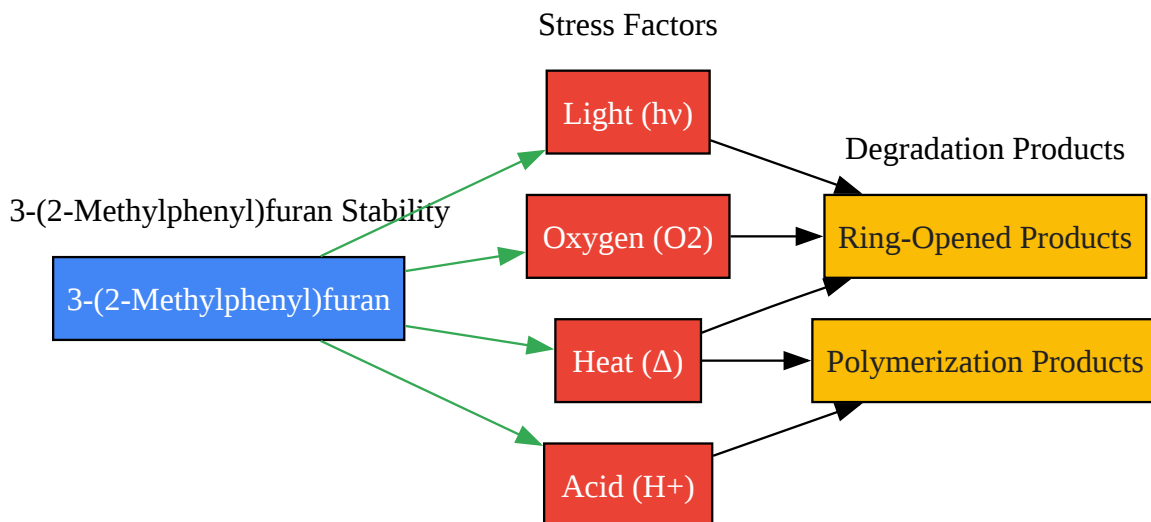 Stress Factors
Light (hν)
Degradation Products
3-(2-Methylphenyl)furan Stability
Oxygen (O2)
Ring-Opened Products
3-(2-Methylphenyl)furan
Heat (Δ)
Polymerization Products
Acid (H+)